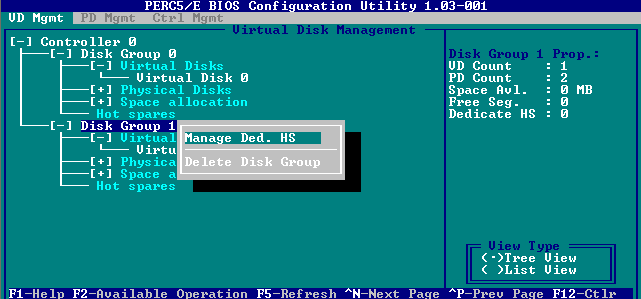 PERC5/E BIOS Configuration Utility 1.03-001
VD Mgmt PD Mgmt Ctrl Mgmt
Virtual Disk Management
[-] Controller 0
[-] Disk Group 0
[-] Virtual Disks
Virtual Disk 0
[+] Physical Disks
[+] Space allocation
Hot spares
[-] Disk Group 1
[-] Virtual
Virtu
[+] Physica
[+] Space a
Hot spares
Manage Ded. HS
Delete Disk Group
Disk Group 1 Prop.:
VD Count : 1
PD Count : 2
Space Avl. : 0 MB
Free Seg. : 0
Dedicate HS : 0
View Type
(·)Tree View
( )List View
F1-Help F2-Available Operation F5-Refresh ^N-Next Page ^P-Prev Page F12-Ctlr